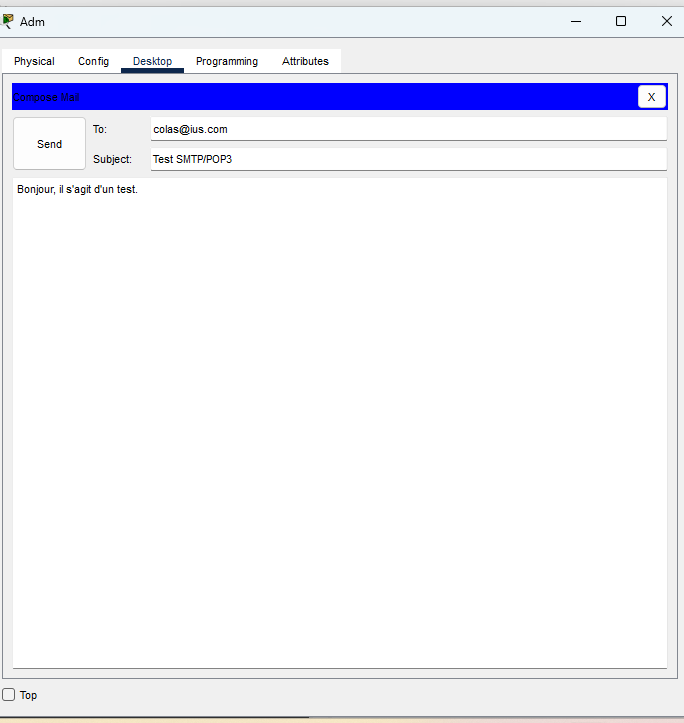 Adm
Physical Config Desktop Programming Attributes
Compose Mail X
Send
To: colas@ius.com
Subject: Test SMTP/POP3
Bonjour, il s'agit d'un test.
Top